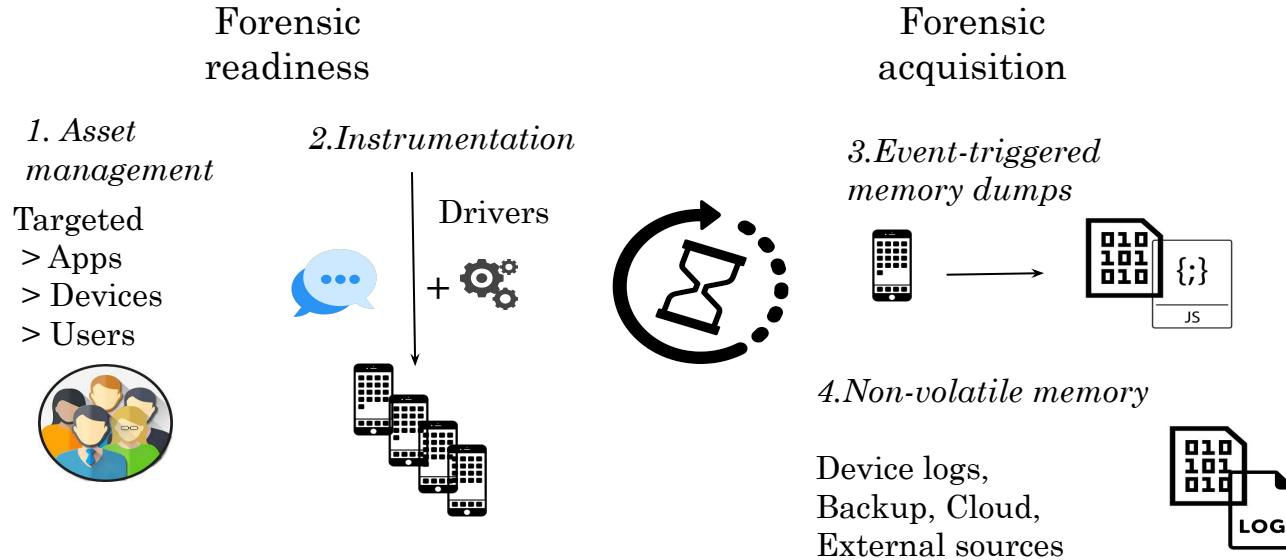 Forensic
readiness
1. Asset
management
Targeted
> Apps
> Devices
> Users
2.Instrumentation
Drivers
+
Forensic
acquisition
3.Event-triggered
memory dumps
010
101
010
{;}
JS
4.Non-volatile memory
Device logs,
Backup, Cloud,
External sources
010
101
010
LOG